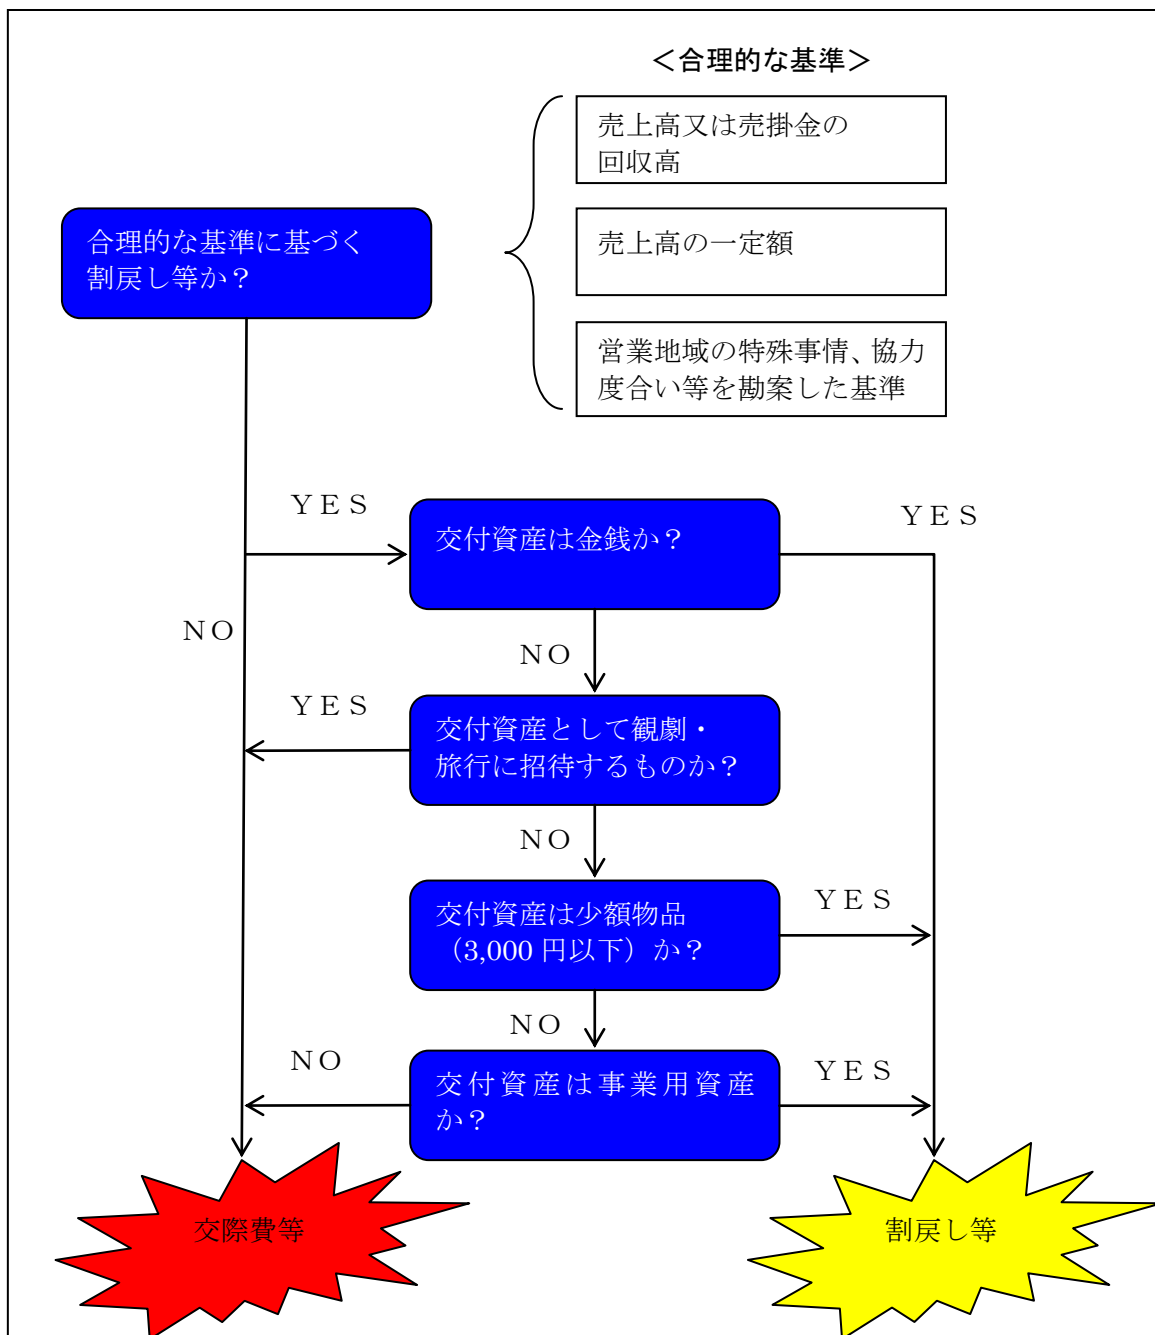 ＜合理的な基準＞
売上高又は売掛金の
回収高
合理的な基準に基づく
割戻し等か？
売上高の一定額
営業地域の特殊事情、協力
度合い等を勘案した基準
ＹＥＳ
交付資産は金銭か？
ＹＥＳ
ＮＯ
ＮＯ
ＹＥＳ
交付資産として観劇・
旅行に招待するものか？
ＮＯ
交付資産は少額物品
（3,000 円以下）か？
ＹＥＳ
ＮＯ
ＮＯ
交付資産は事業用資産
か？
ＹＥＳ
交際費等
割戻し等